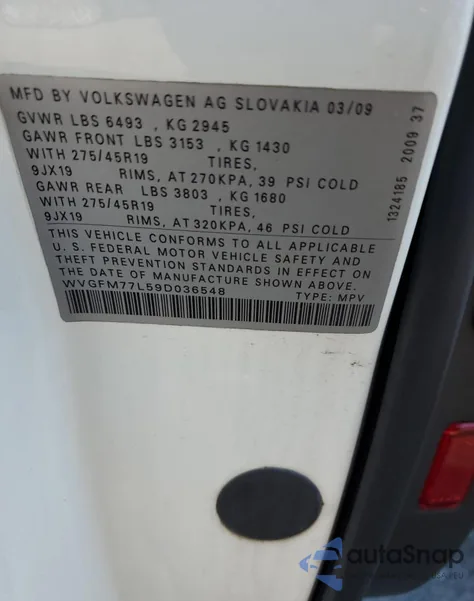 MFD BY VOLKSWAGEN AG SLOVAKIA 03/09
GVWR LBS 6493 , KG 2945
GAWR FRONT LBS 3153 , KG 1430
WITH 275/45R19 TIRES,
9JX19 RIMS, AT 270KPA, 39 PSI COLD
GAWR REAR LBS 3803 , KG 1680
WITH 275/45R19 TIRES,
9JX19 RIMS, AT 320KPA, 46 PSI COLD
THIS VEHICLE CONFORMS TO ALL APPLICABLE
U. S. FEDERAL MOTOR VEHICLE SAFETY AND
THEFT PREVENTION STANDARDS IN EFFECT ON
THE DATE OF MANUFACTURE SHOWN ABOVE.
WVGFM77L59D036548 TYPE: MPV
1324185 2009 37
autoSnap